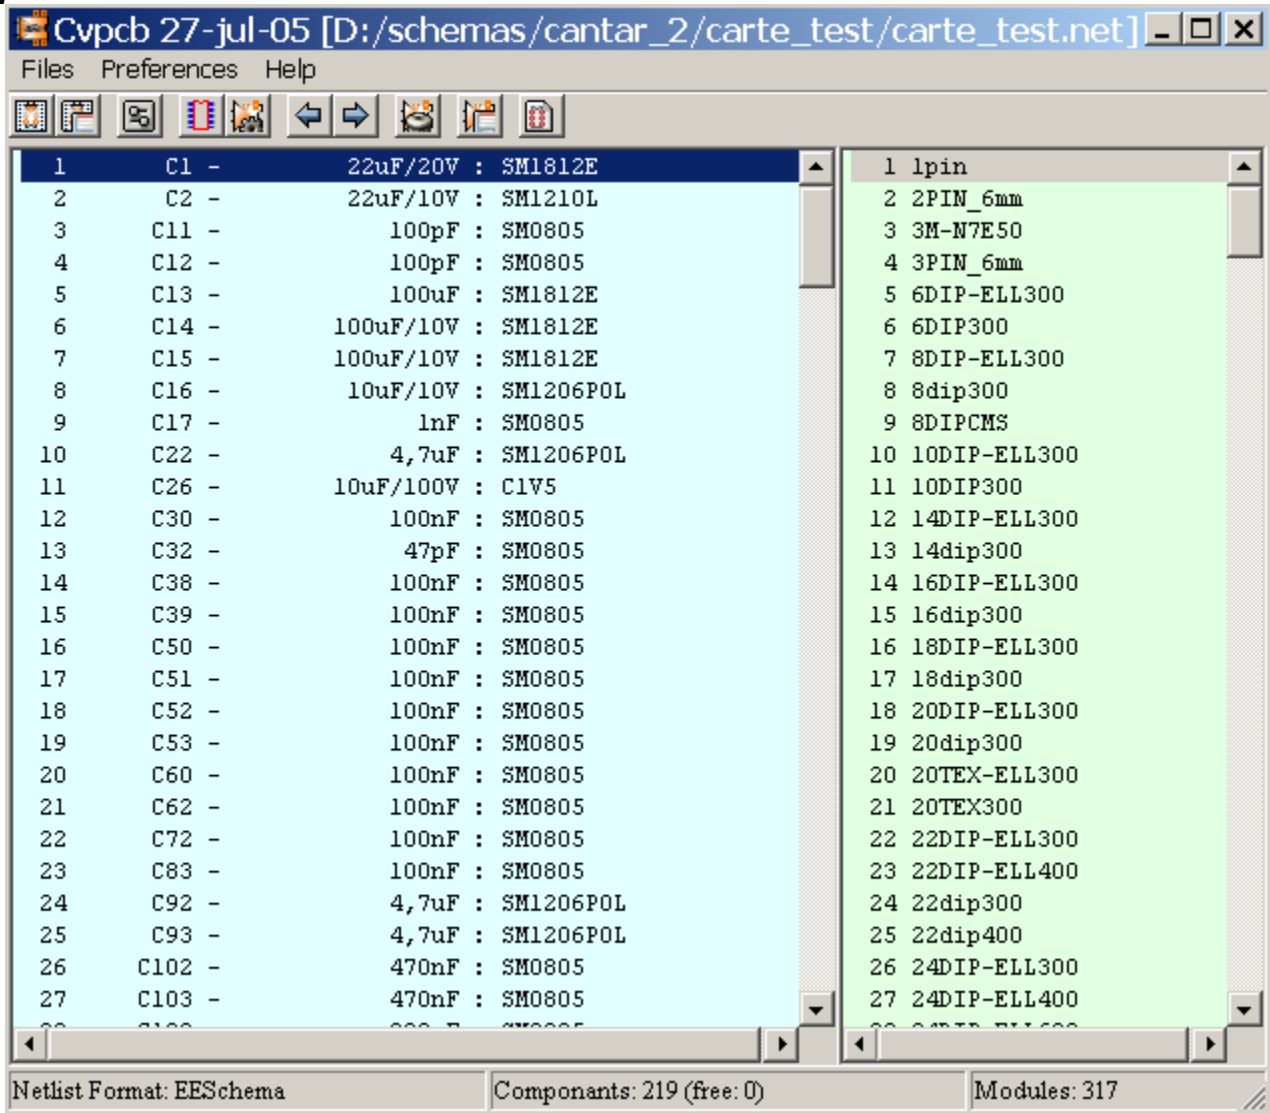 Cvpcb 27-jul-05 [D:/schemas/cantar_2/carte_test/carte_test.net]
Files Preferences Help
1 C1 - 22uF/20V : SM1812E
2 C2 - 22uF/10V : SM1210L
3 C11 - 100pF : SM0805
4 C12 - 100pF : SM0805
5 C13 - 100uF : SM1812E
6 C14 - 100uF/10V : SM1812E
7 C15 - 100uF/10V : SM1812E
8 C16 - 10uF/10V : SM1206POL
9 C17 - 1nF : SM0805
10 C22 - 4,7uF : SM1206POL
11 C26 - 10uF/100V : C1V5
12 C30 - 100nF : SM0805
13 C32 - 47pF : SM0805
14 C38 - 100nF : SM0805
15 C39 - 100nF : SM0805
16 C50 - 100nF : SM0805
17 C51 - 100nF : SM0805
18 C52 - 100nF : SM0805
19 C53 - 100nF : SM0805
20 C60 - 100nF : SM0805
21 C62 - 100nF : SM0805
22 C72 - 100nF : SM0805
23 C83 - 100nF : SM0805
24 C92 - 4,7uF : SM1206POL
25 C93 - 4,7uF : SM1206POL
26 C102 - 470nF : SM0805
27 C103 - 470nF : SM0805
1 1pin
2 2PIN_6mm
3 3M-N7E50
4 3PIN_6mm
5 6DIP-ELL300
6 6DIP300
7 8DIP-ELL300
8 8dip300
9 8DIPCMS
10 10DIP-ELL300
11 10DIP300
12 14DIP-ELL300
13 14dip300
14 16DIP-ELL300
15 16dip300
16 18DIP-ELL300
17 18dip300
18 20DIP-ELL300
19 20dip300
20 20TEX-ELL300
21 20TEX300
22 22DIP-ELL300
23 22DIP-ELL400
24 22dip300
25 22dip400
26 24DIP-ELL300
27 24DIP-ELL400
Netlist Format: EESchema Componants: 219 (free: 0) Modules: 317